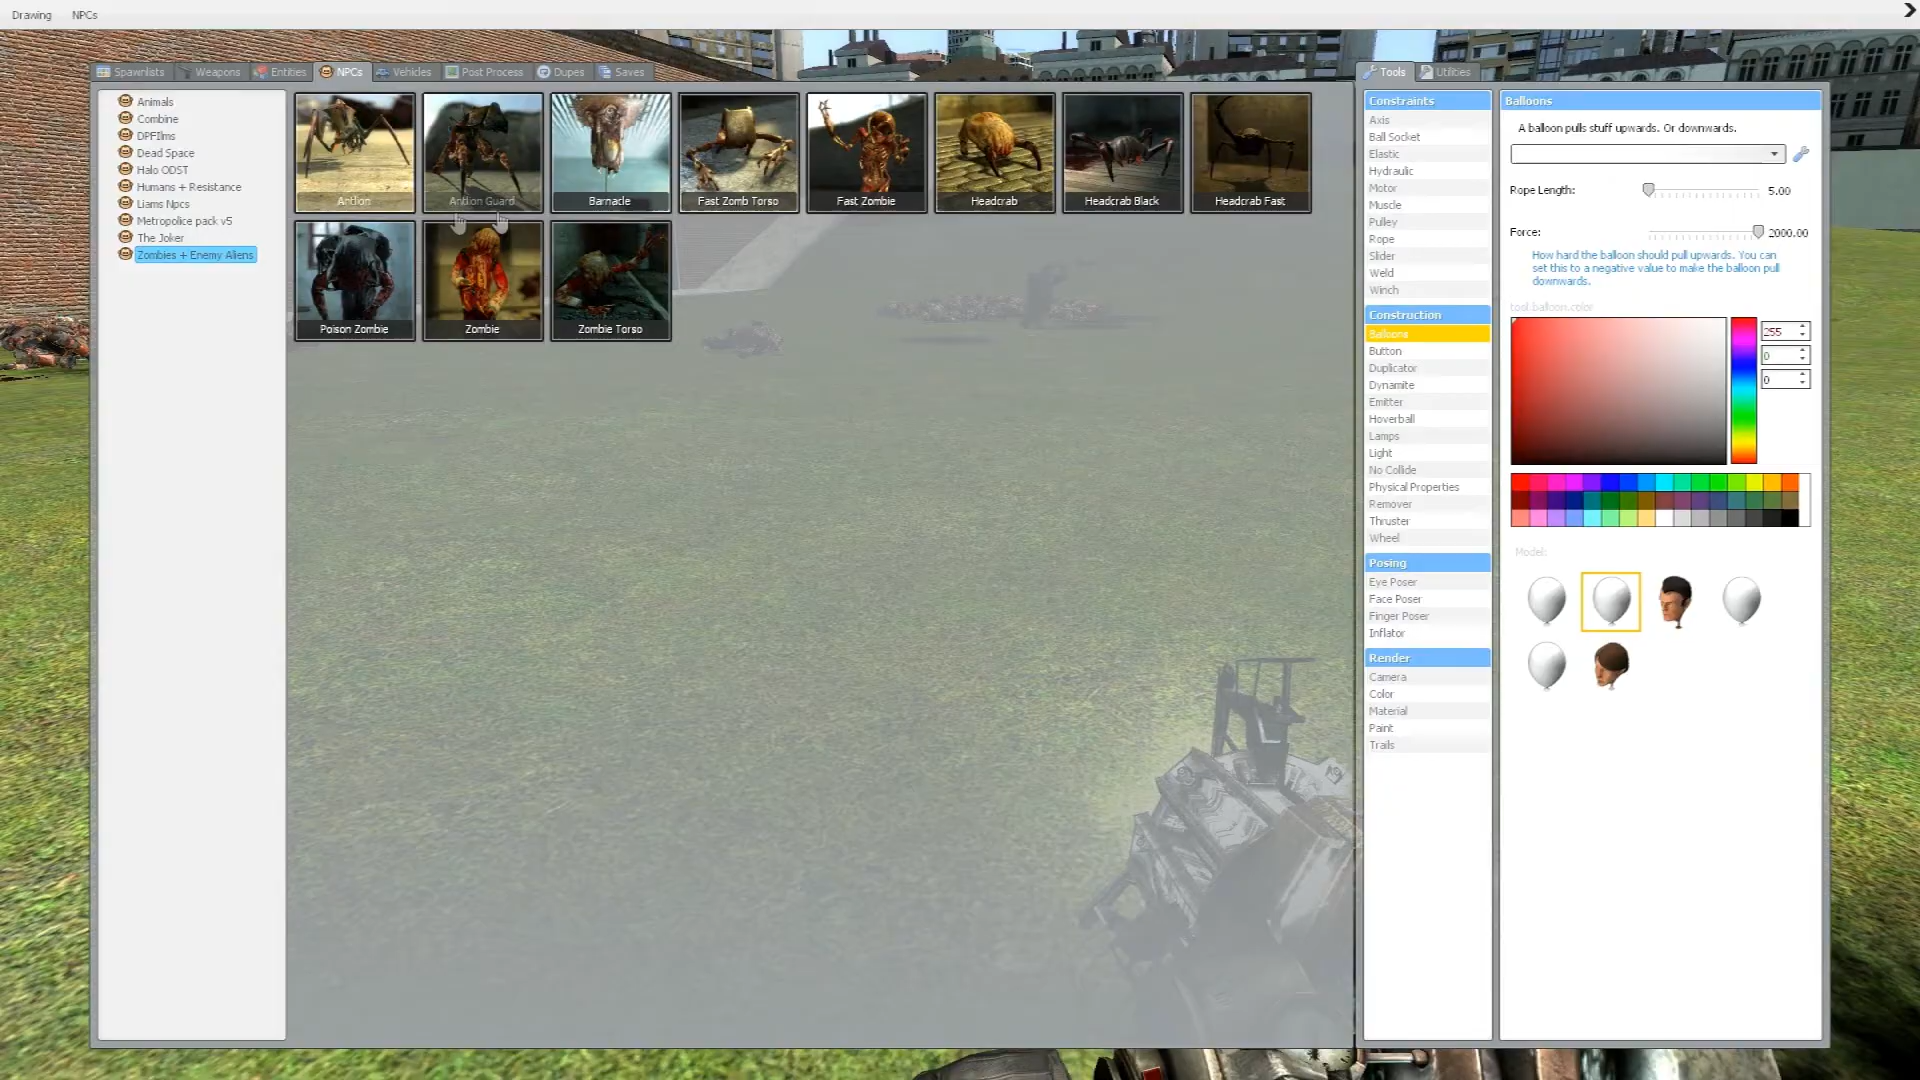 Drawing NPCs
Spawnlists Weapons Entities NPCs Vehicles Post Process Dupes Saves
Tools Utilities
Animals
Combine
DPFilms
Dead Space
Halo ODST
Humans + Resistance
Liams Npcs
Metropolice pack v5
The Joker
Zombies + Enemy Aliens
Antlion
Antlion Guard
Barnacle
Fast Zomb Torso
Fast Zombie
Headcrab
Headcrab Black
Headcrab Fast
Poison Zombie
Zombie
Zombie Torso
Constraints
Axis
Ball Socket
Elastic
Hydraulic
Motor
Muscle
Pulley
Rope
Slider
Weld
Winch
Construction
Balloons
Button
Duplicator
Dynamite
Emitter
Hoverball
Lamps
Light
No Collide
Physical Properties
Remover
Thruster
Wheel
Posing
Eye Poser
Face Poser
Finger Poser
Inflator
Render
Camera
Color
Material
Paint
Trails
Balloons
A balloon pulls stuff upwards. Or downwards.
Rope Length: 5.00
Force: 2000.00
How hard the balloon should pull upwards. You can
set this to a negative value to make the balloon pull
downwards.
tool.balloon.color
255
0
0
Model: